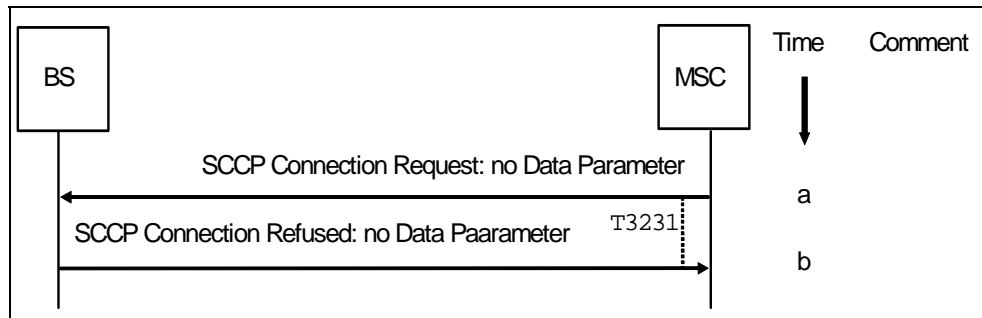 Time Comment
BS MSC
SCCP Connection Request: no Data Parameter
a
T3231
SCCP Connection Refused: no Data Paarameter
b